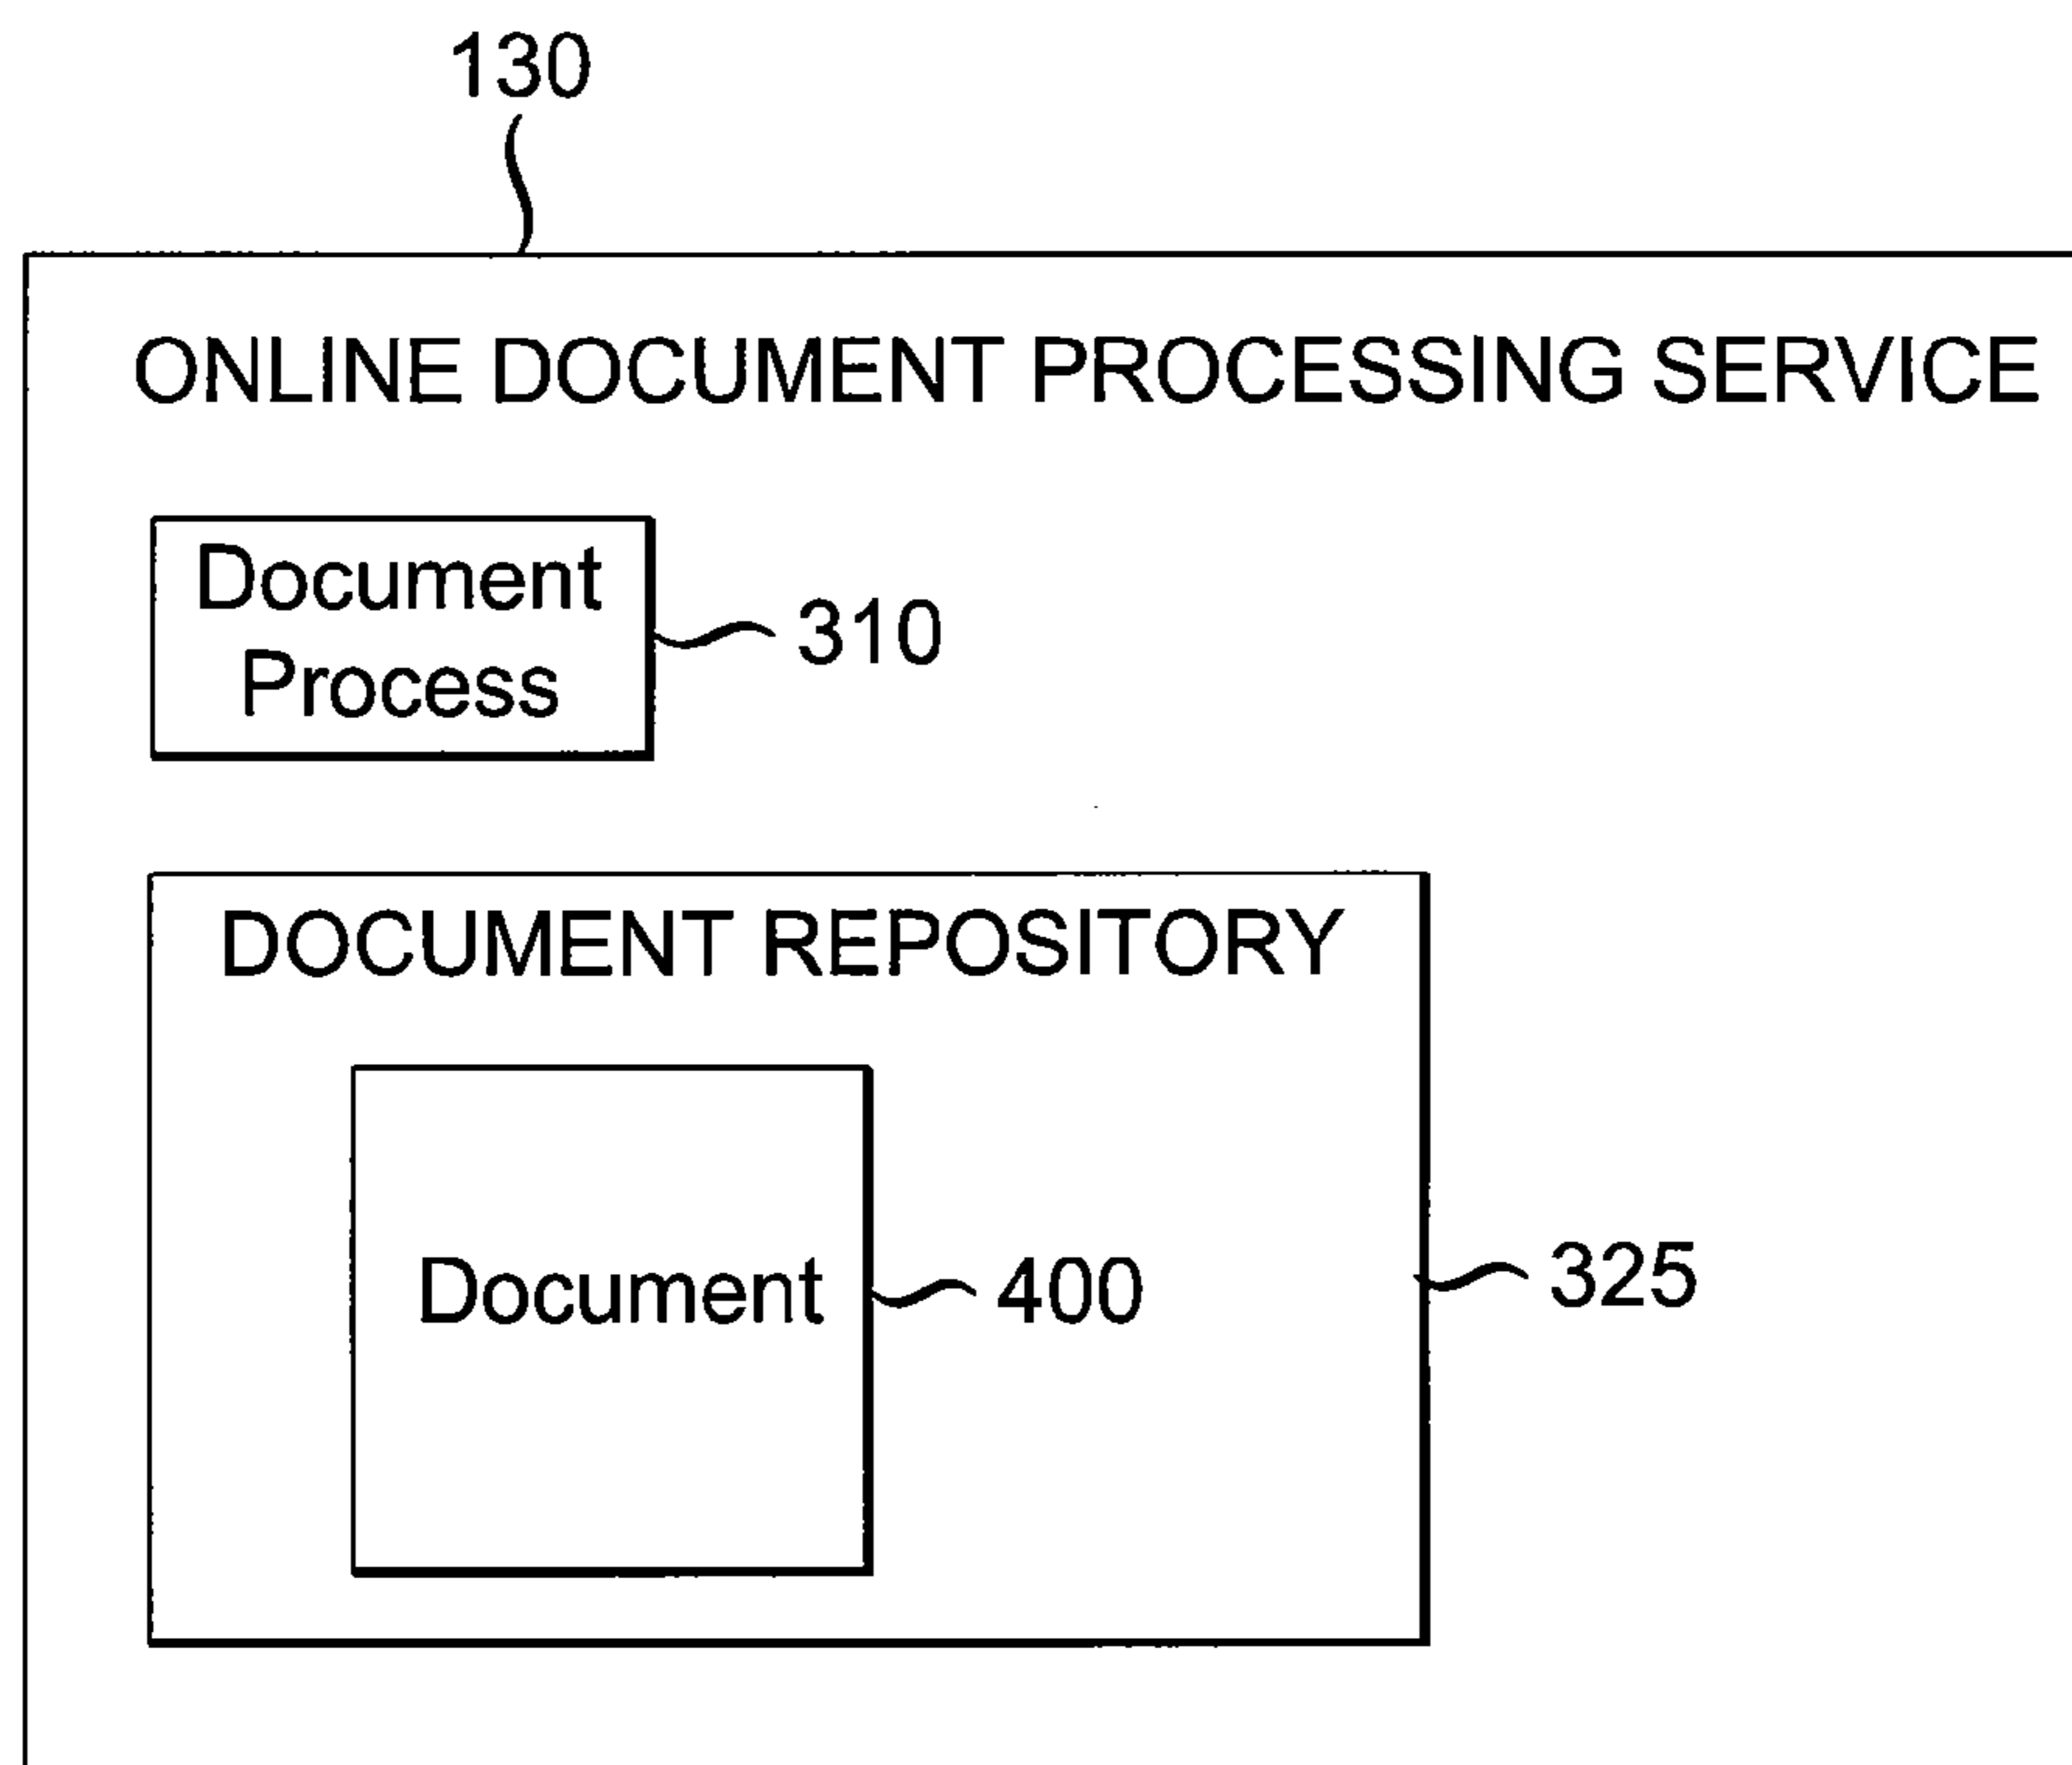 130
ONLINE DOCUMENT PROCESSING SERVICE
Document
Process
310
DOCUMENT REPOSITORY
Document
400
325